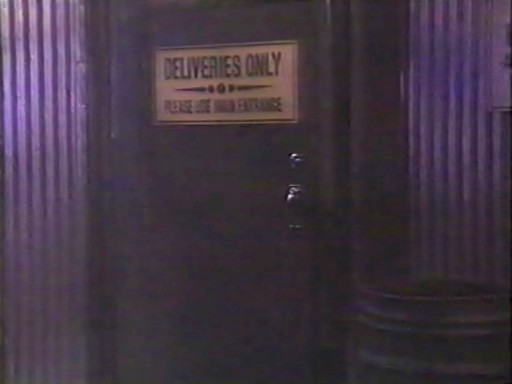 DELIVERIES ONLY
PLEASE USE MAIN ENTRANCE